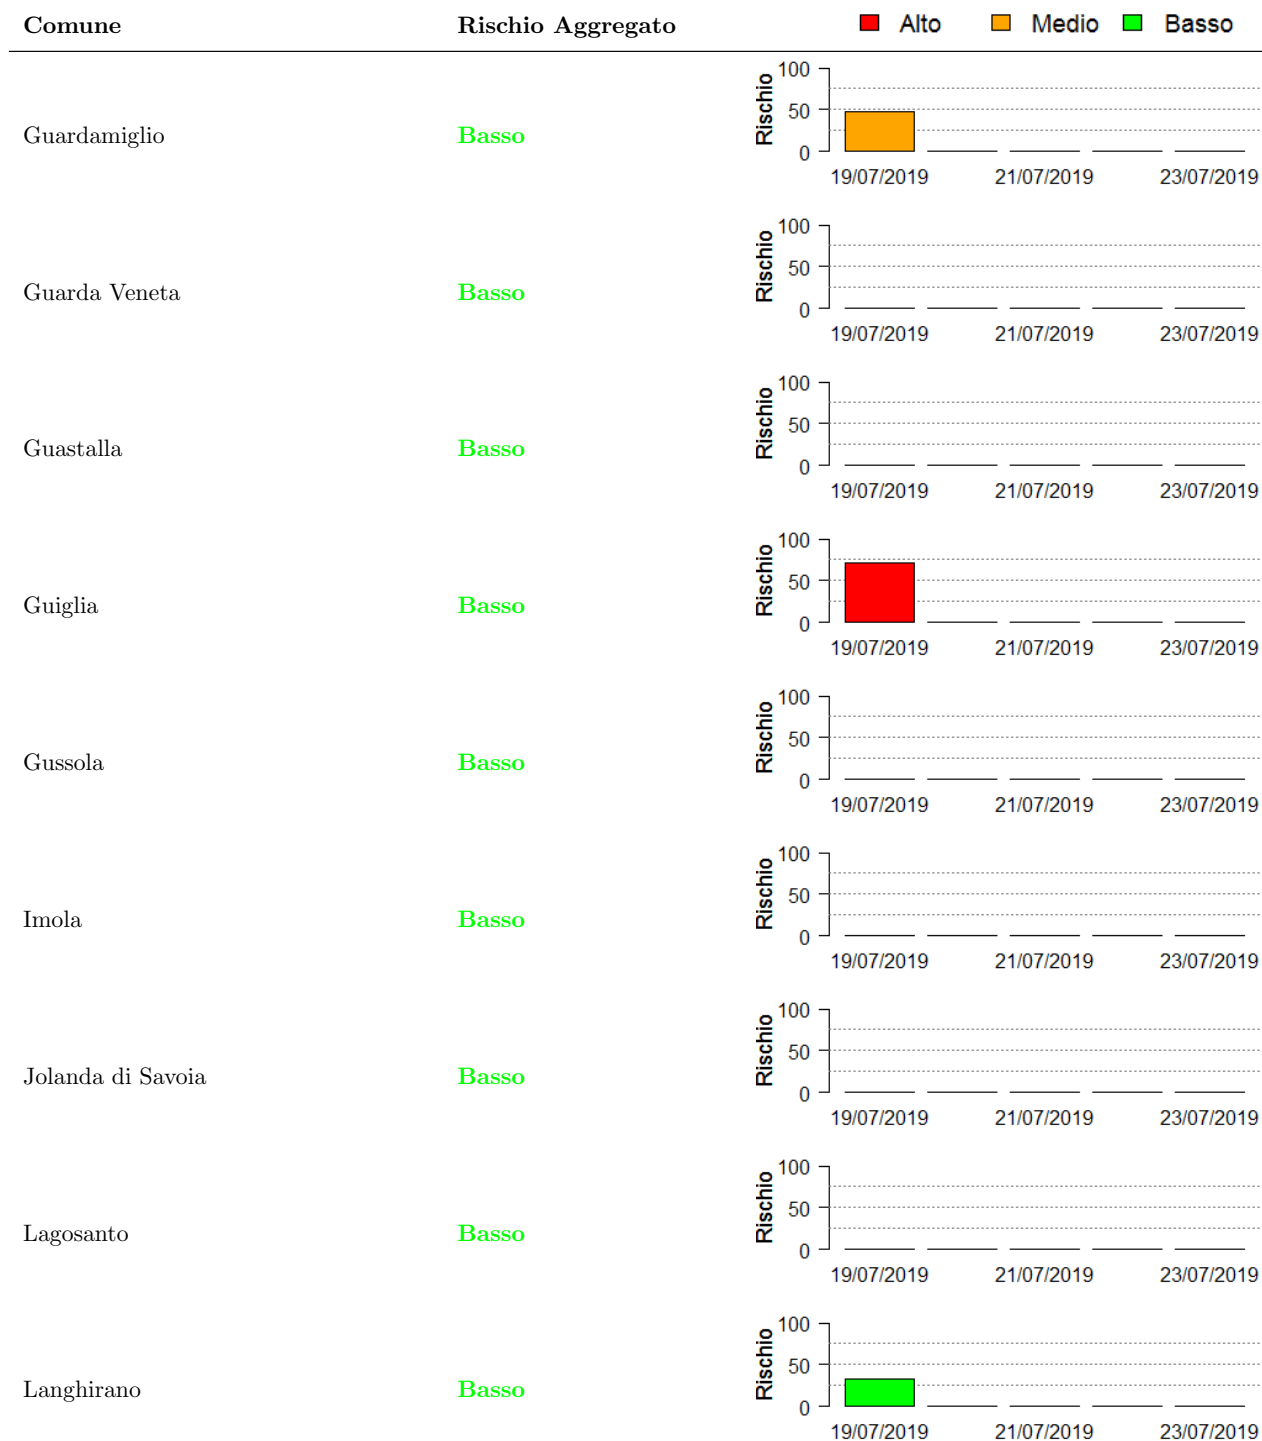 Comune Rischio Aggregato Alto Medio Basso
Guardamiglio Basso Rischio 100 50 0
19/07/2019 21/07/2019 23/07/2019
Guarda Veneta Basso Rischio 100 50 0
19/07/2019 21/07/2019 23/07/2019
Guastalla Basso Rischio 100 50 0
19/07/2019 21/07/2019 23/07/2019
Guiglia Basso Rischio 100 50 0
19/07/2019 21/07/2019 23/07/2019
Gussola Basso Rischio 100 50 0
19/07/2019 21/07/2019 23/07/2019
Imola Basso Rischio 100 50 0
19/07/2019 21/07/2019 23/07/2019
Jolanda di Savoia Basso Rischio 100 50 0
19/07/2019 21/07/2019 23/07/2019
Lagosanto Basso Rischio 100 50 0
19/07/2019 21/07/2019 23/07/2019
Langhirano Basso Rischio 100 50 0
19/07/2019 21/07/2019 23/07/2019